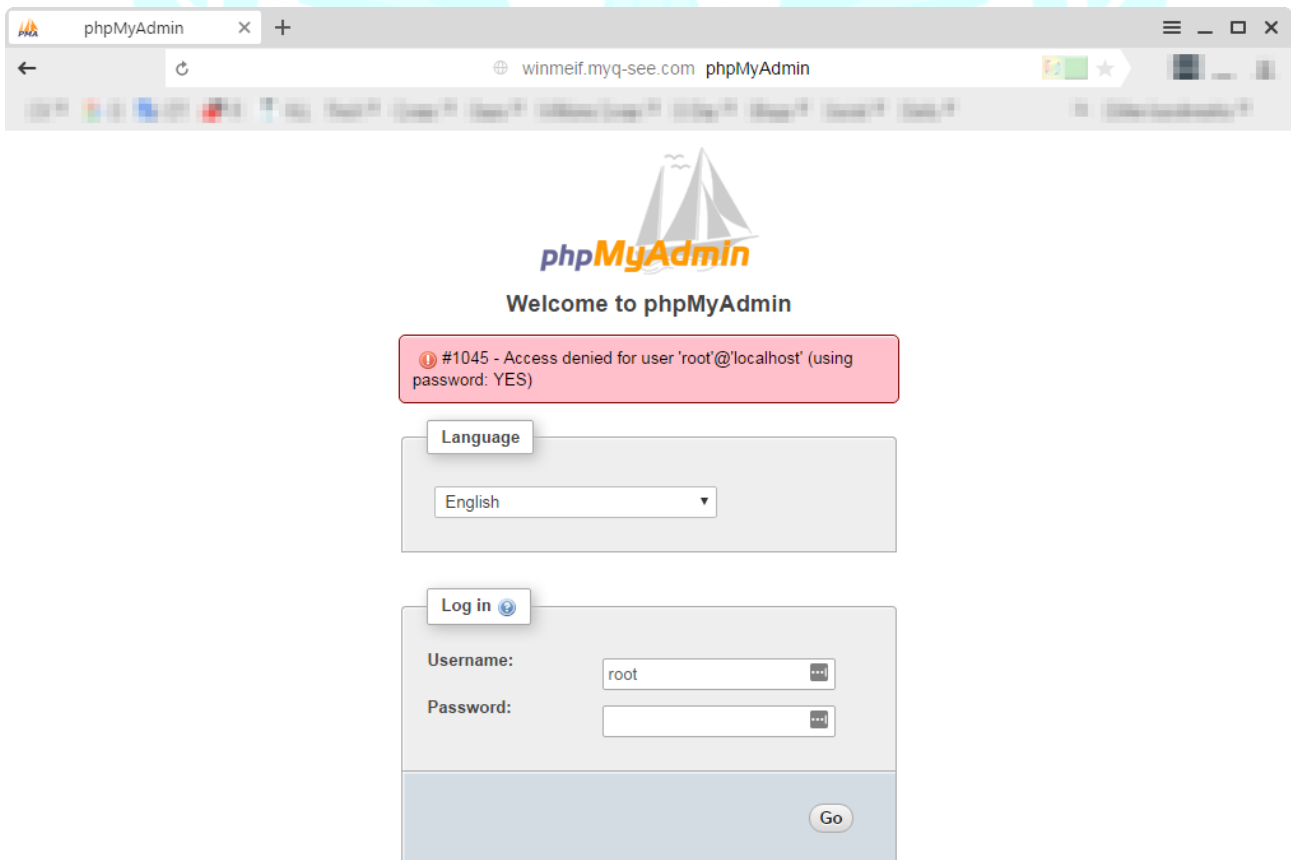 phpMyAdmin
winmeif.myq-see.com phpMyAdmin
phpMyAdmin
Welcome to phpMyAdmin
#1045 - Access denied for user 'root'@'localhost' (using
password: YES)
Language
English
Log in
Username:
root
Password:
Go